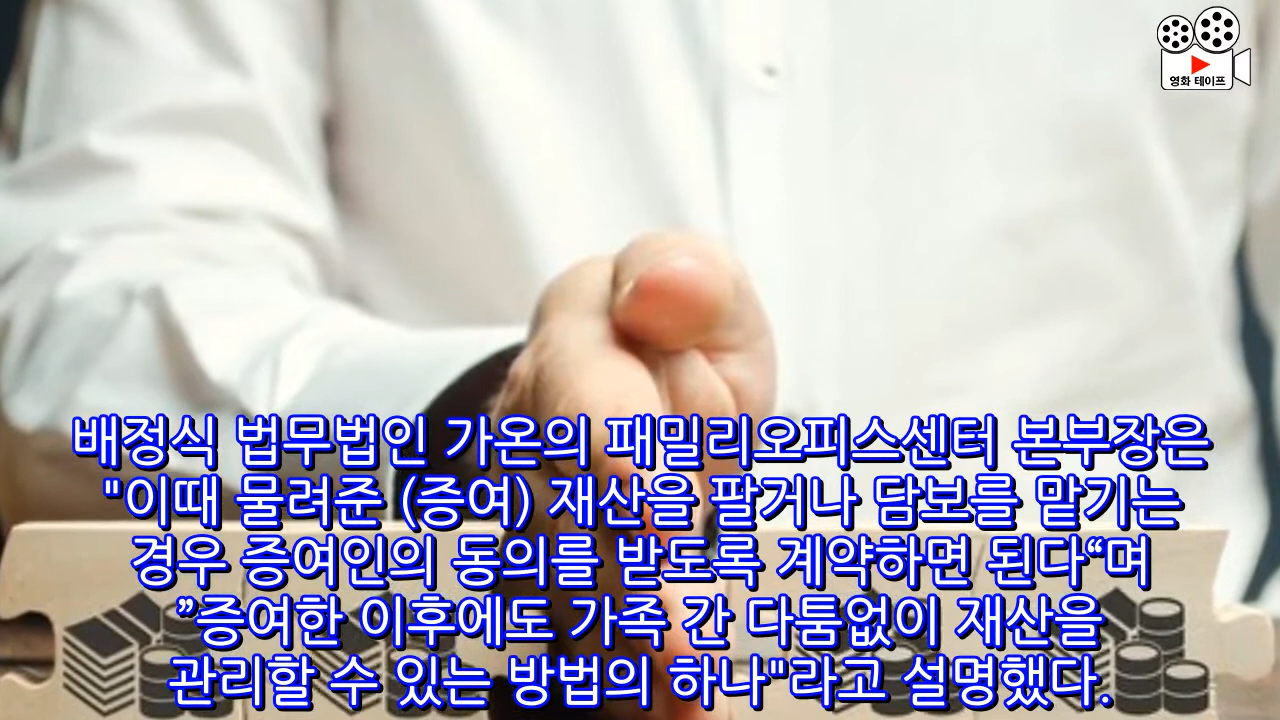 영화 테이프
배정식 법무법인 가온의 패밀리오피스센터 본부장은
"이때 물려준 (증여) 재산을 팔거나 담보를 맡기는
경우 증여인의 동의를 받도록 계약하면 된다“며
”증여한 이후에도 가족 간 다툼없이 재산을
관리할 수 있는 방법의 하나"라고 설명했다.